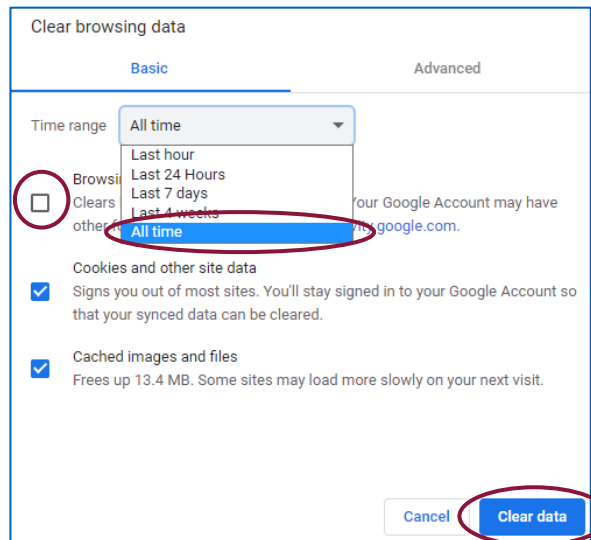 Clear browsing data
Basic Advanced
Time range All time
Last hour
Last 24 Hours
Last 7 days
Last 4 weeks
All time
Browsi
Clears Your Google Account may have
other f ity.google.com.
Cookies and other site data
Signs you out of most sites. You'll stay signed in to your Google Account so
that your synced data can be cleared.
Cached images and files
Frees up 13.4 MB. Some sites may load more slowly on your next visit.
Cancel Clear data